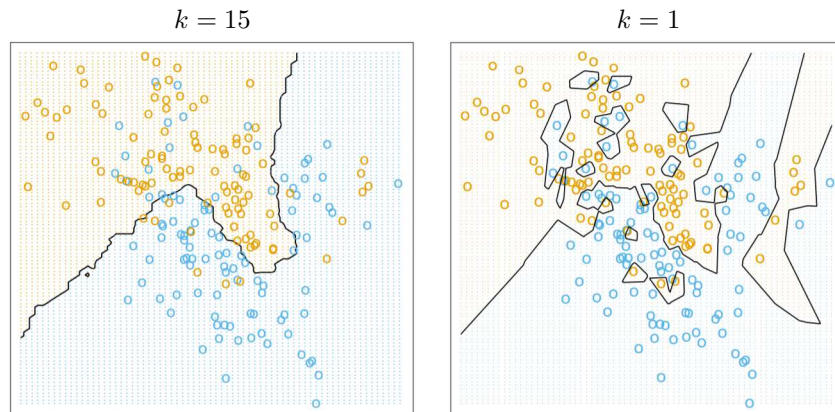 k = 15
k = 1